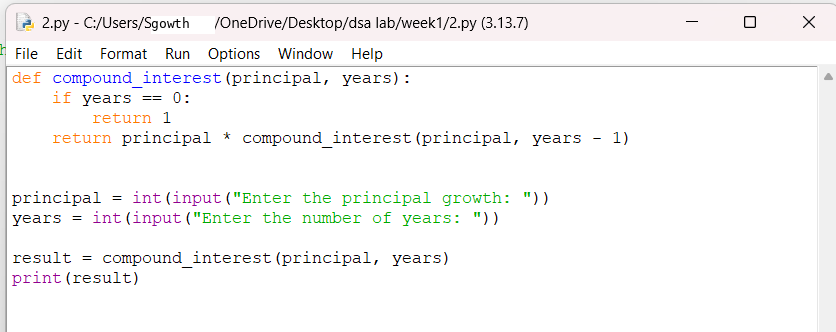 2.py - C:/Users/Sgowth /OneDrive/Desktop/dsa lab/week1/2.py (3.13.7)
File Edit Format Run Options Window Help
def compound_interest(principal, years):
    if years == 0:
        return 1
    return principal * compound_interest(principal, years - 1)
principal = int(input("Enter the principal growth: "))
years = int(input("Enter the number of years: "))
result = compound_interest(principal, years)
print(result)